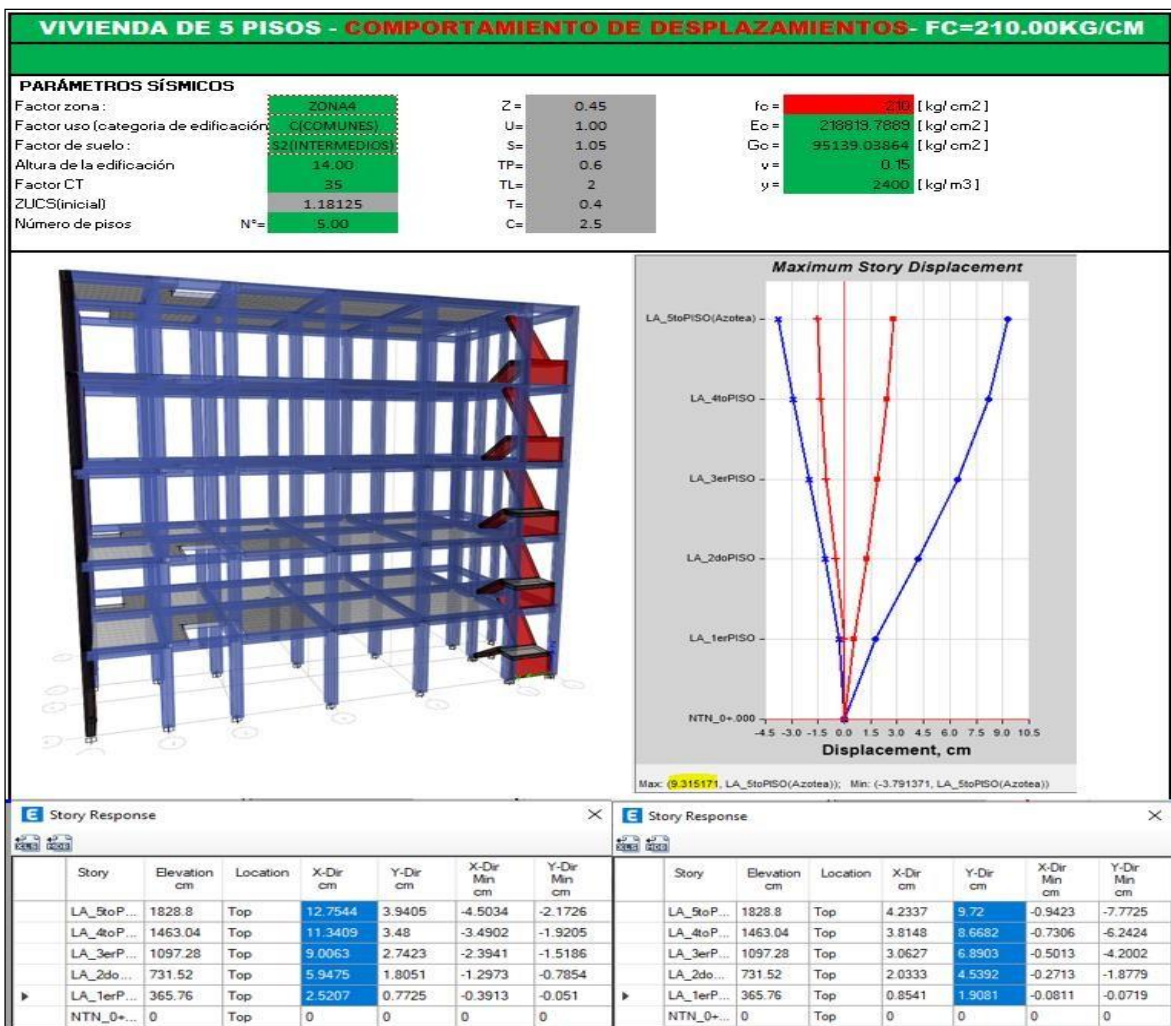 VIVIENDA DE 5 PISOS - COMPORTAMIENTO DE DESPLAZAMIENTOS- FC=210.00KG/CM
PARÁMETROS SÍSMICOS
Factor zona : ZONA4 Z = 0.45 fc = 210 [kg/cm2]
Factor uso (categoria de edificación C(COMUNES) U= 1.00 Ec = 218819.7889 [kg/cm2]
Factor de suelo : S2(INTERMEDIOS) S= 1.05 Gc = 95139.03864 [kg/cm2]
Altura de la edificación 14.00 TP= 0.6 v = 0.15
Factor CT 35 TL= 2 y = 2400 [kg/m3]
ZUCS(inicial) 1.18125 T= 0.4
Número de pisos N°= 5.00 C= 2.5
Maximum Story Displacement
LA_5toPISO(Azotea)
LA_4toPISO
LA_3erPISO
LA_2doPISO
LA_1erPISO
NTN_0+.000
-4.5 -3.0 -1.5 0.0 1.5 3.0 4.5 6.0 7.5 9.0 10.5
Displacement, cm
Max: (9.315171, LA_5toPISO(Azotea)); Min: (-3.791371, LA_5toPISO(Azotea))
E Story Response
XLS MDB
Story Elevation cm Location X-Dir cm Y-Dir cm X-Dir Min cm Y-Dir Min cm
LA_5toP... 1828.8 Top 12.7544 3.9405 -4.5034 -2.1726
LA_4toP... 1463.04 Top 11.3409 3.48 -3.4902 -1.9205
LA_3erP... 1097.28 Top 9.0063 2.7423 -2.3941 -1.5186
LA_2do... 731.52 Top 5.9475 1.8051 -1.2973 -0.7854
LA_1erP... 365.76 Top 2.5207 0.7725 -0.3913 -0.051
NTN_0+... 0 Top 0 0 0 0
E Story Response
XLS MDB
Story Elevation cm Location X-Dir cm Y-Dir cm X-Dir Min cm Y-Dir Min cm
LA_5toP... 1828.8 Top 4.2337 9.72 -0.9423 -7.7725
LA_4toP... 1463.04 Top 3.8148 8.6682 -0.7306 -6.2424
LA_3erP... 1097.28 Top 3.0627 6.8903 -0.5013 -4.2002
LA_2do... 731.52 Top 2.0333 4.5392 -0.2713 -1.8779
LA_1erP... 365.76 Top 0.8541 1.9081 -0.0811 -0.0719
NTN_0+... 0 Top 0 0 0 0